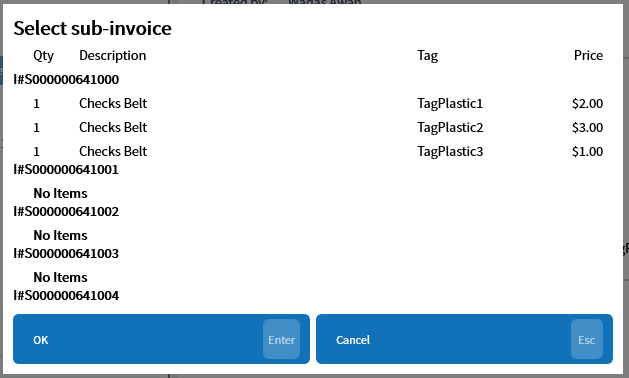 Created by: Waqas Awan
Select sub-invoice
Qty Description Tag Price
I#S000000641000
1 Checks Belt TagPlastic1 $2.00
1 Checks Belt TagPlastic2 $3.00
1 Checks Belt TagPlastic3 $1.00
I#S000000641001
No Items
I#S000000641002
No Items
I#S000000641003
No Items
I#S000000641004
OK Enter Cancel Esc